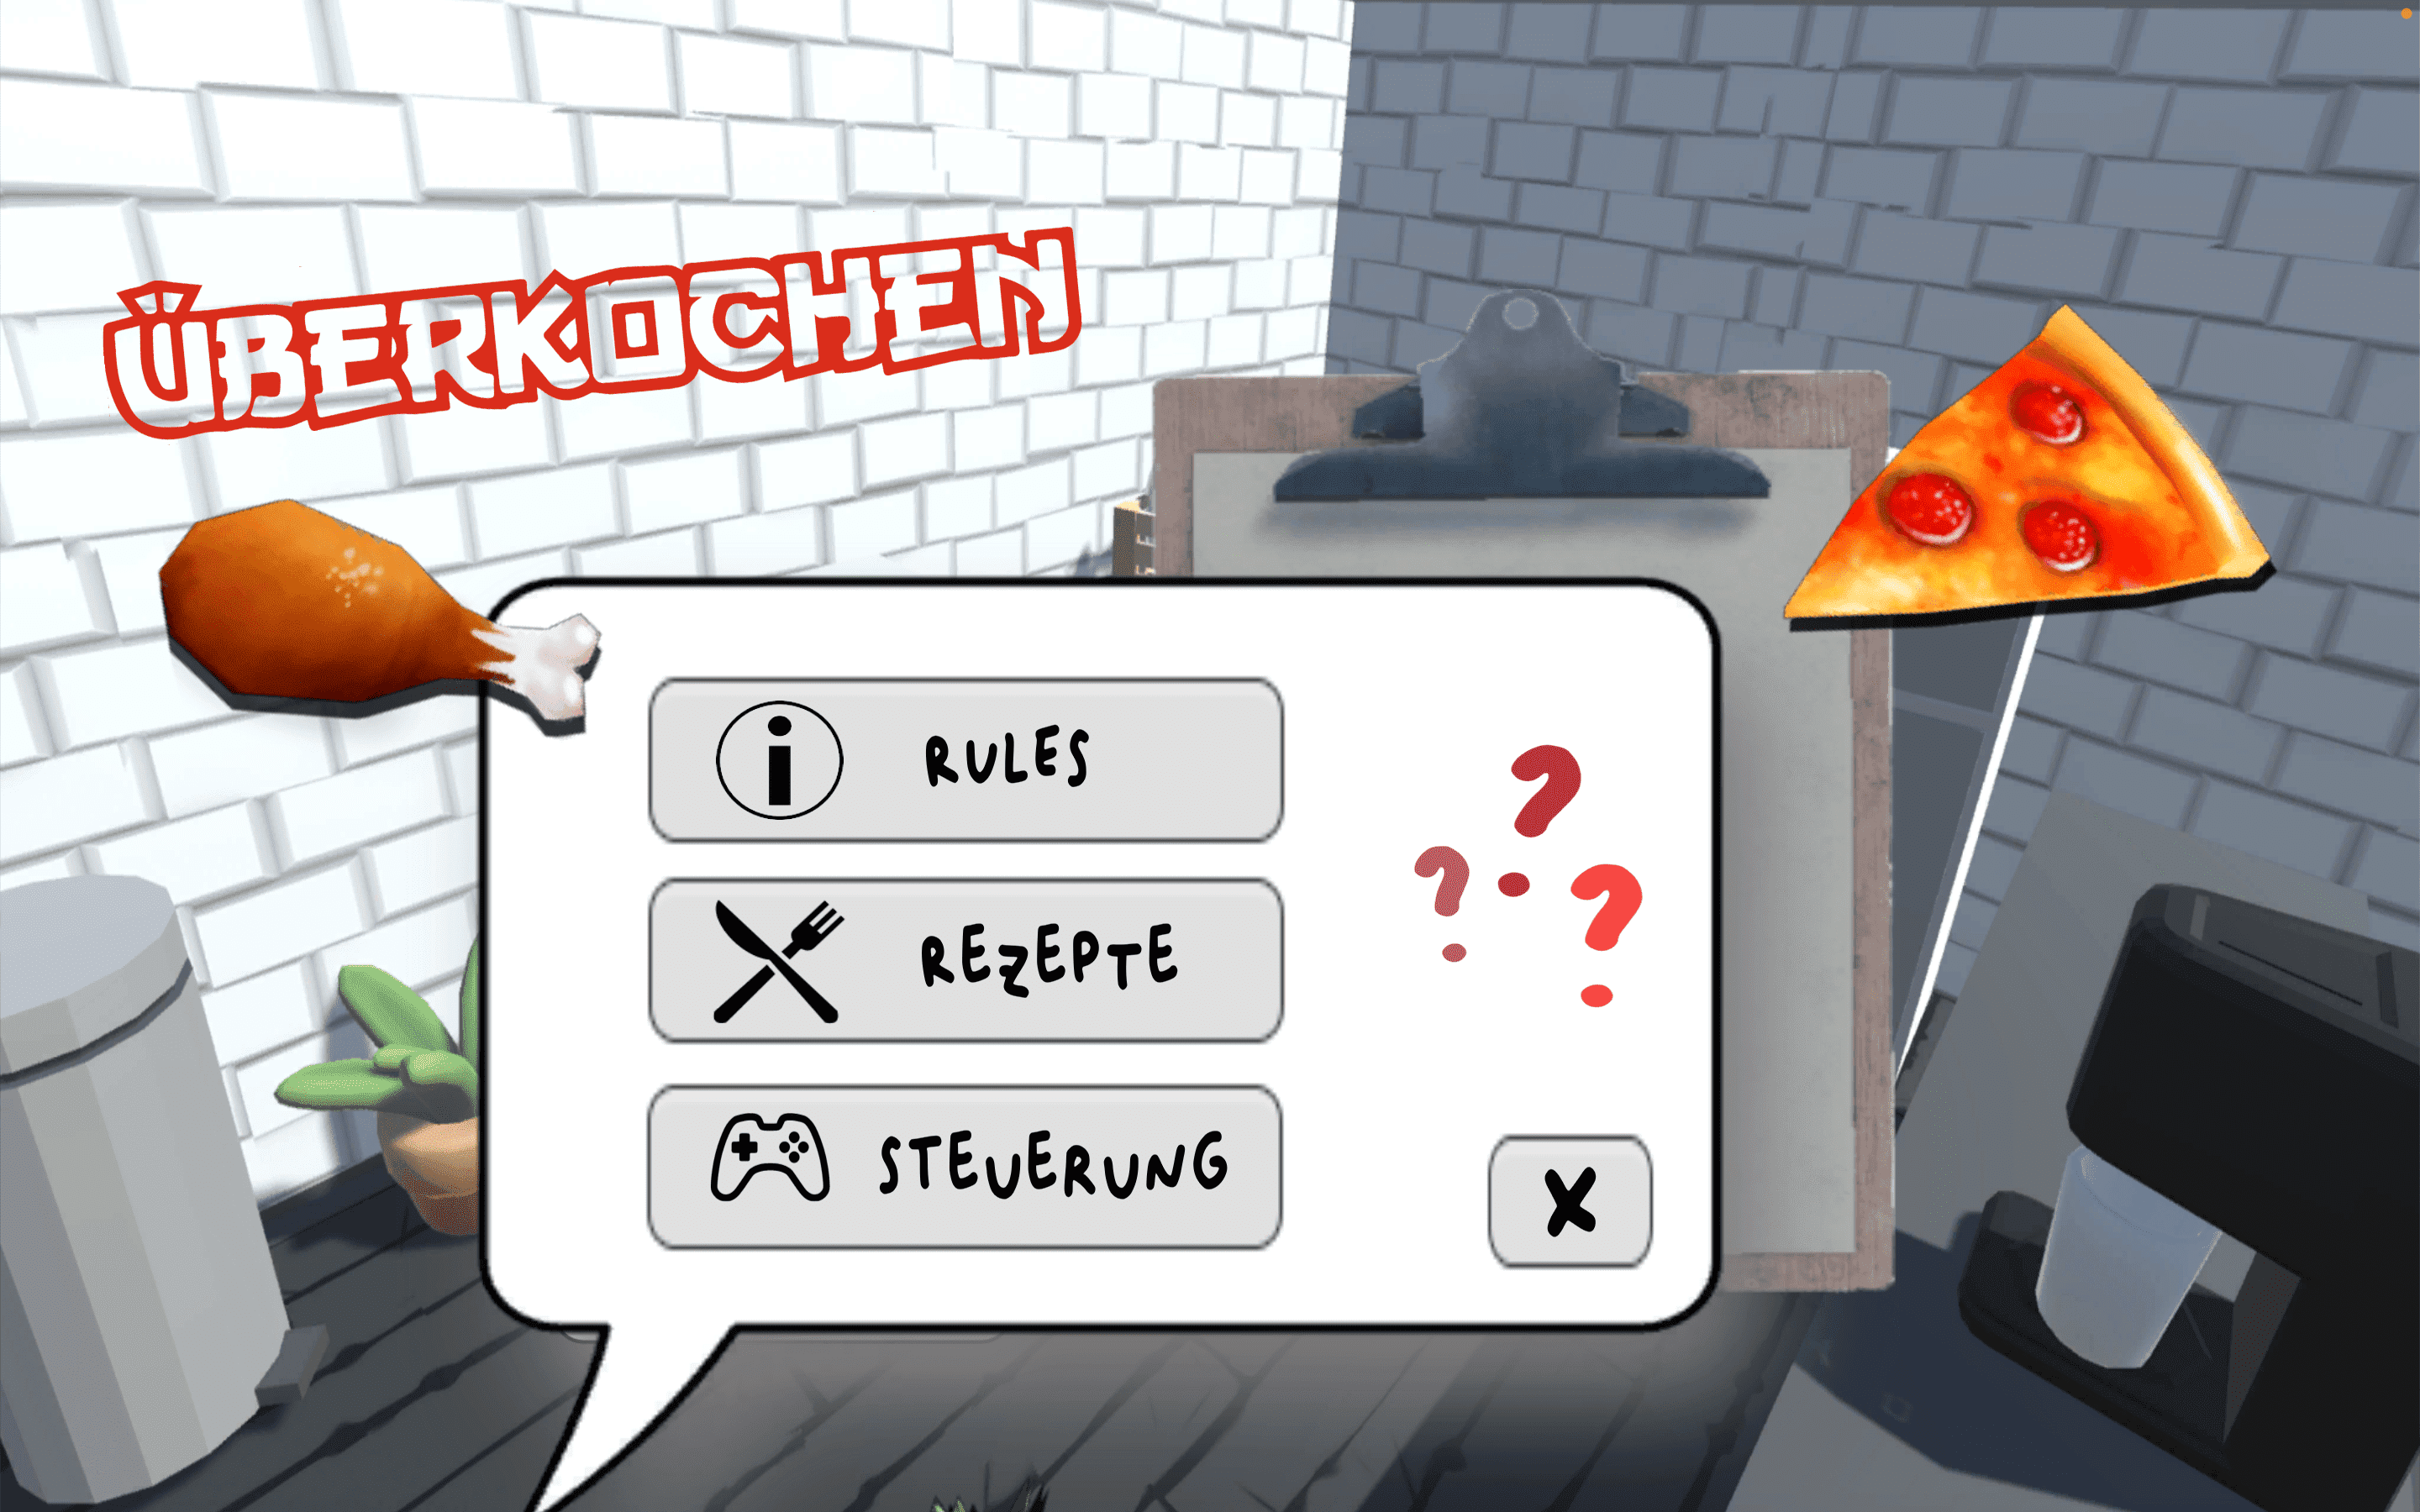 ÜBERKOCHEN
RULES
? ? ?
REZEPTE
STEUERUNG
X